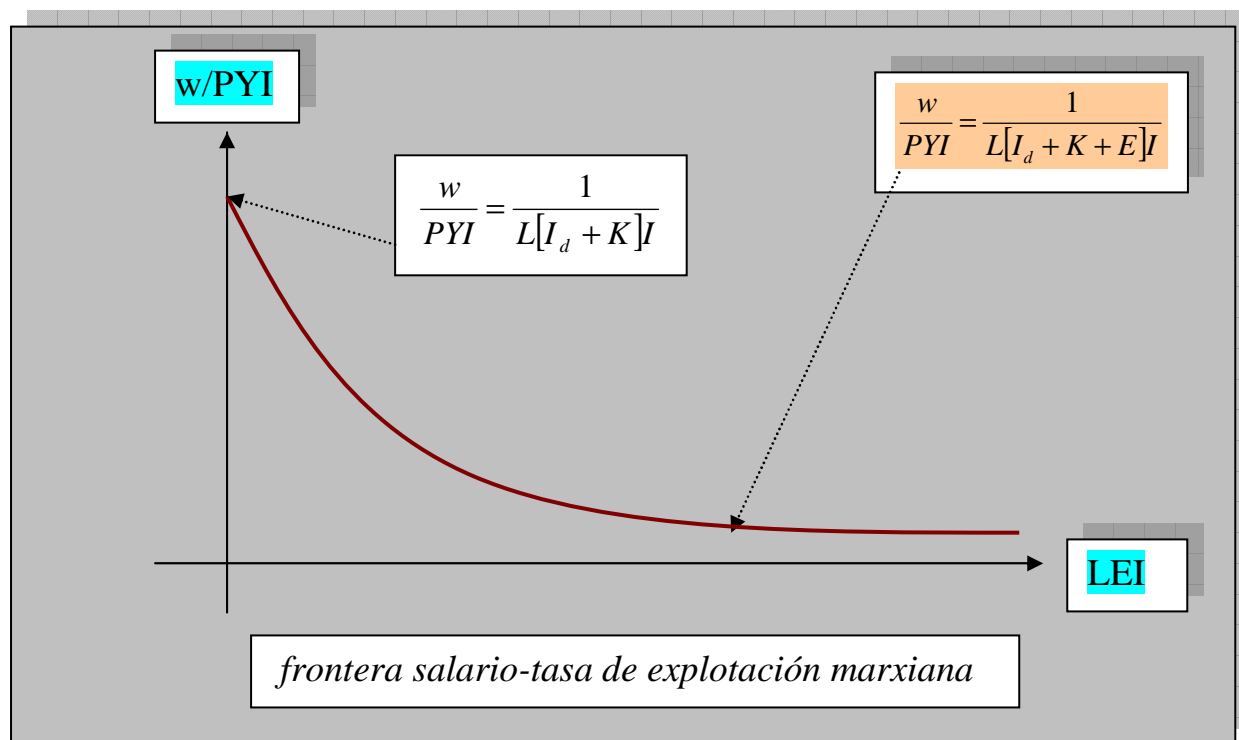 w/PYI
w/PYI = 1/L[I_d + K + E]I
w/PYI = 1/L[I_d + K]I
LEI
frontera salario-tasa de explotación marxiana